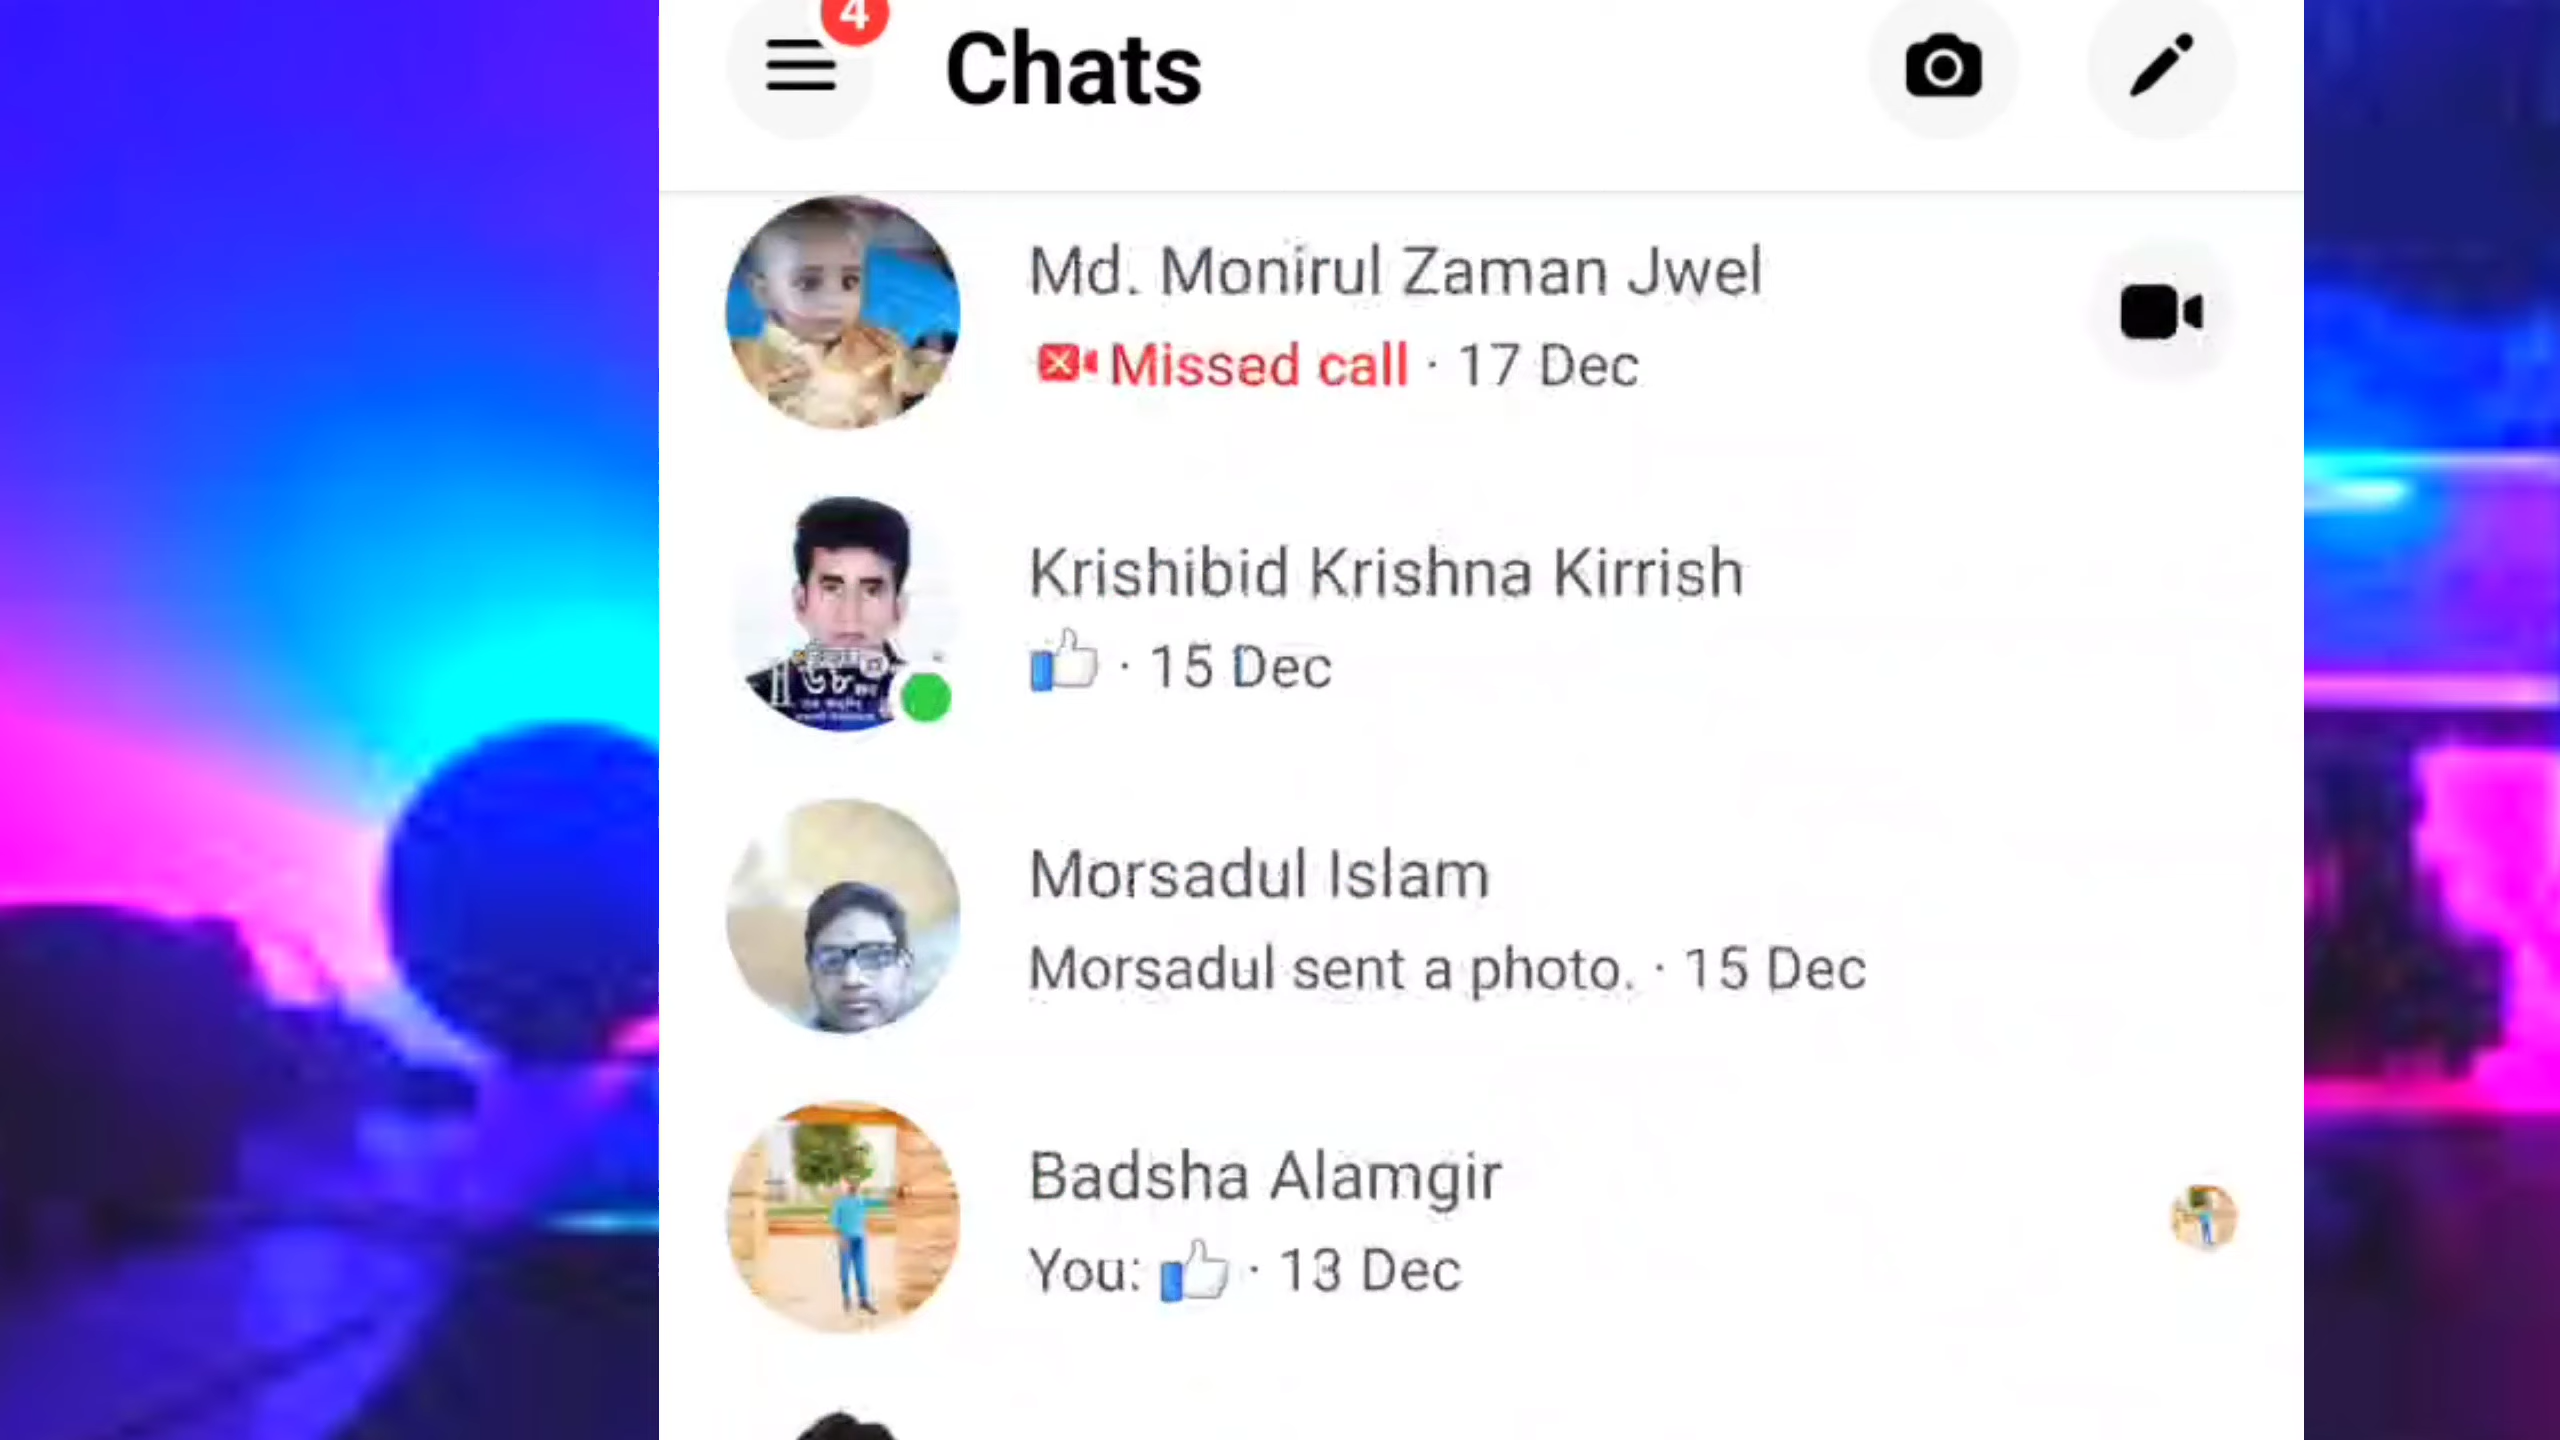 4
Chats
Md. Monirul Zaman Jwel
Missed call · 17 Dec
Krishibid Krishna Kirrish
👍 · 15 Dec
৬৮
Morsadul Islam
Morsadul sent a photo. · 15 Dec
Badsha Alamgir
You: 👍 · 13 Dec